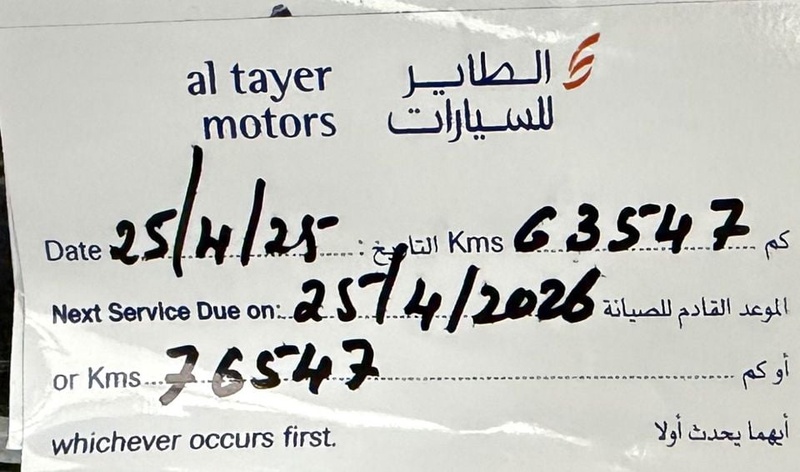 al tayer motors
الطاير للسيارات
Date 25/4/25 : التاريخ Kms 63547 كم
Next Service Due on: 25/4/2026 الموعد القادم للصيانة
or Kms 76547 أو كم
whichever occurs first. أيهما يحدث أولا